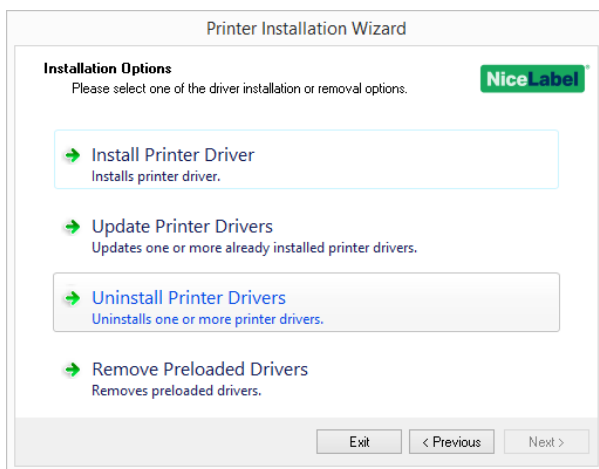 Printer Installation Wizard
Installation Options
Please select one of the driver installation or removal options.
NiceLabel
Install Printer Driver
Installs printer driver.
Update Printer Drivers
Updates one or more already installed printer drivers.
Uninstall Printer Drivers
Uninstalls one or more printer drivers.
Remove Preloaded Drivers
Removes preloaded drivers.
Exit
< Previous
Next >